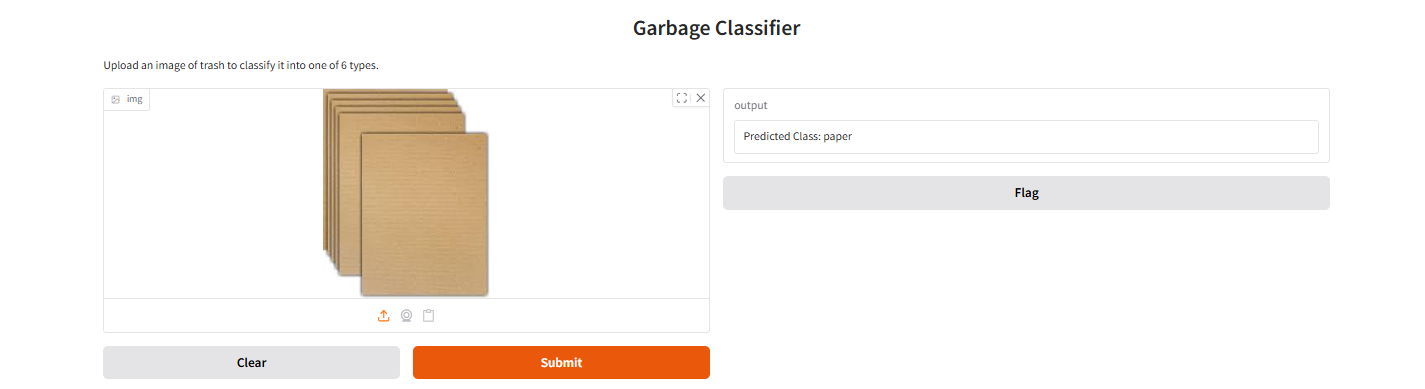 Garbage Classifier
Upload an image of trash to classify it into one of 6 types.
img
output
Predicted Class: paper
Flag
Clear
Submit